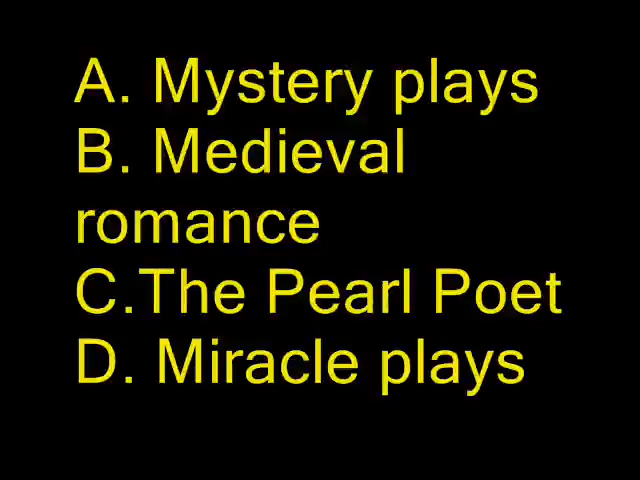 A. Mystery plays
B. Medieval
romance
C.The Pearl Poet
D. Miracle plays